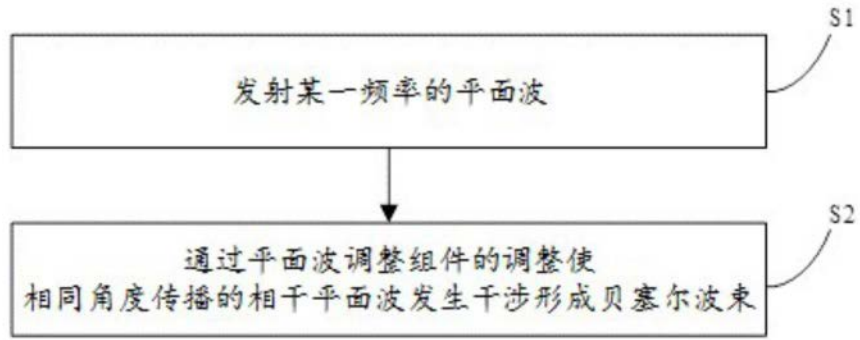 S1
发射某一频率的平面波
S2
通过平面波调整组件的调整使
相同角度传播的相干平面波发生干涉形成贝塞尔波束